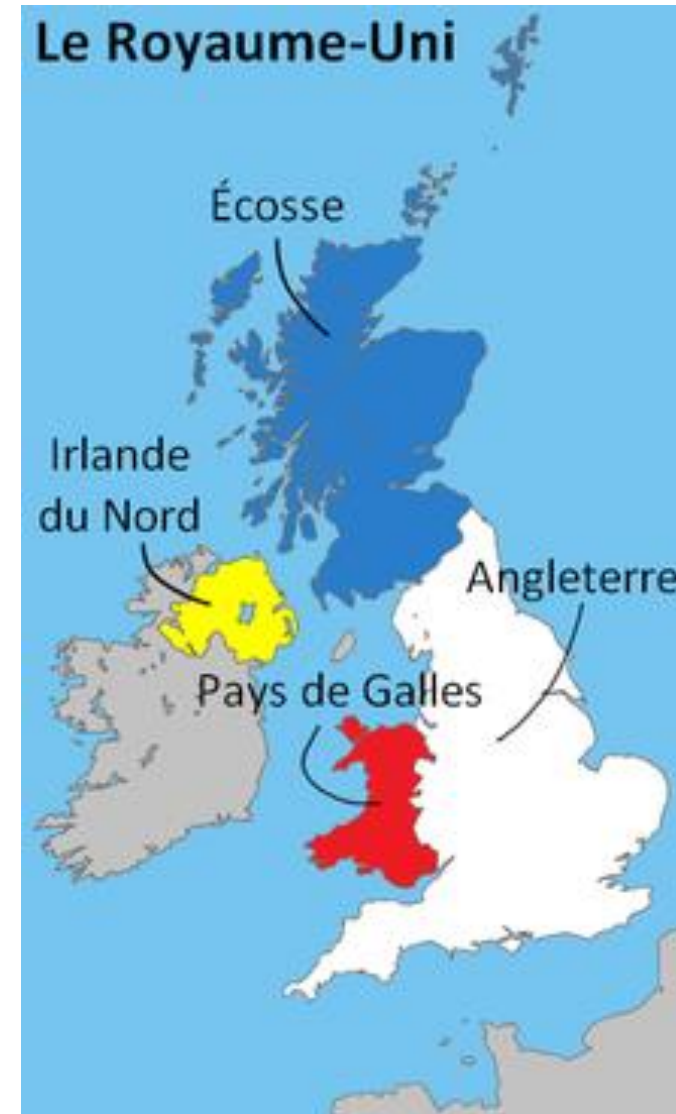 Le Royaume-Uni
Écosse
Irlande
du Nord
Angleterre
Pays de Galles